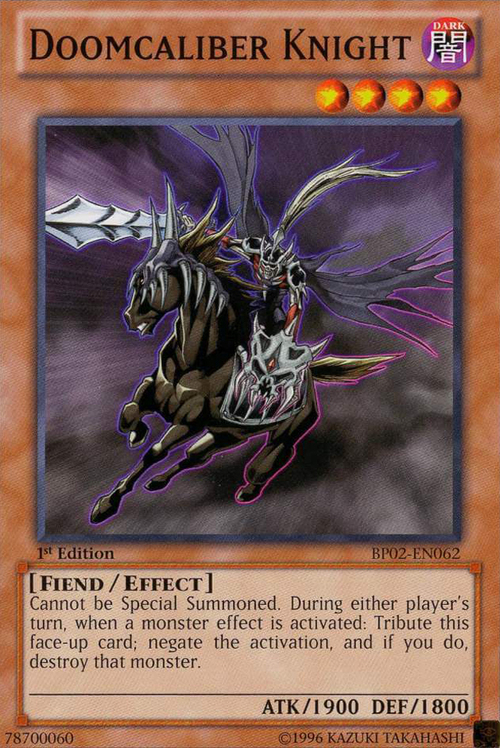 DOOMCALIBER KNIGHT
DARK
闇
1st Edition
BP02-EN062
[FIEND/EFFECT]
Cannot be Special Summoned. During either player's
turn, when a monster effect is activated: Tribute this
face-up card; negate the activation, and if you do,
destroy that monster.
ATK/1900 DEF/1800
78700060
©1996 KAZUKI TAKAHASHI